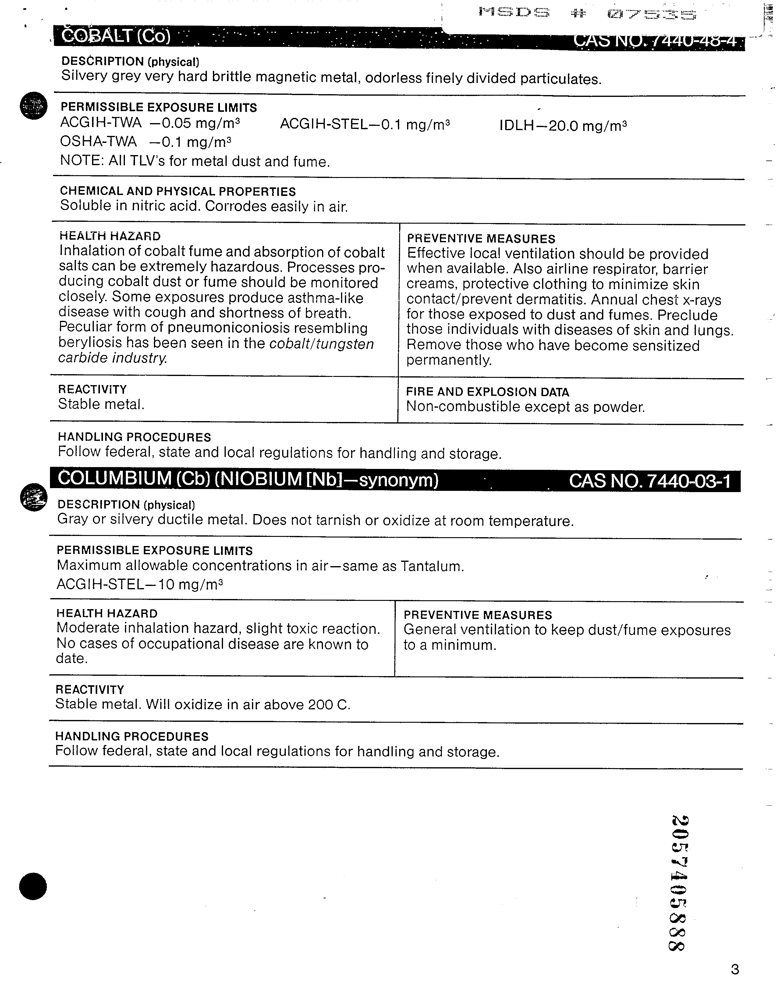 MSDS # 07535
COBALT (Co) CAS NO. 7440-48-4
DESCRIPTION (physical)
Silvery grey very hard brittle magnetic metal, odorless finely divided particulates.
PERMISSIBLE EXPOSURE LIMITS
ACGIH-TWA —0.05 mg/m³ ACGIH-STEL—0.1 mg/m³ IDLH—20.0 mg/m³
OSHA-TWA —0.1 mg/m³
NOTE: All TLV's for metal dust and fume.
CHEMICAL AND PHYSICAL PROPERTIES
Soluble in nitric acid. Corrodes easily in air.
HEALTH HAZARD
Inhalation of cobalt fume and absorption of cobalt
salts can be extremely hazardous. Processes pro-
ducing cobalt dust or fume should be monitored
closely. Some exposures produce asthma-like
disease with cough and shortness of breath.
Peculiar form of pneumoniconiosis resembling
beryliosis has been seen in the cobalt/tungsten
carbide industry.
PREVENTIVE MEASURES
Effective local ventilation should be provided
when available. Also airline respirator, barrier
creams, protective clothing to minimize skin
contact/prevent dermatitis. Annual chest x-rays
for those exposed to dust and fumes. Preclude
those individuals with diseases of skin and lungs.
Remove those who have become sensitized
permanently.
REACTIVITY
Stable metal.
FIRE AND EXPLOSION DATA
Non-combustible except as powder.
HANDLING PROCEDURES
Follow federal, state and local regulations for handling and storage.
COLUMBIUM (Cb) (NIOBIUM [Nb]—synonym) CAS NO. 7440-03-1
DESCRIPTION (physical)
Gray or silvery ductile metal. Does not tarnish or oxidize at room temperature.
PERMISSIBLE EXPOSURE LIMITS
Maximum allowable concentrations in air—same as Tantalum.
ACGIH-STEL—10 mg/m³
HEALTH HAZARD
Moderate inhalation hazard, slight toxic reaction.
No cases of occupational disease are known to
date.
PREVENTIVE MEASURES
General ventilation to keep dust/fume exposures
to a minimum.
REACTIVITY
Stable metal. Will oxidize in air above 200 C.
HANDLING PROCEDURES
Follow federal, state and local regulations for handling and storage.
2057405888
3